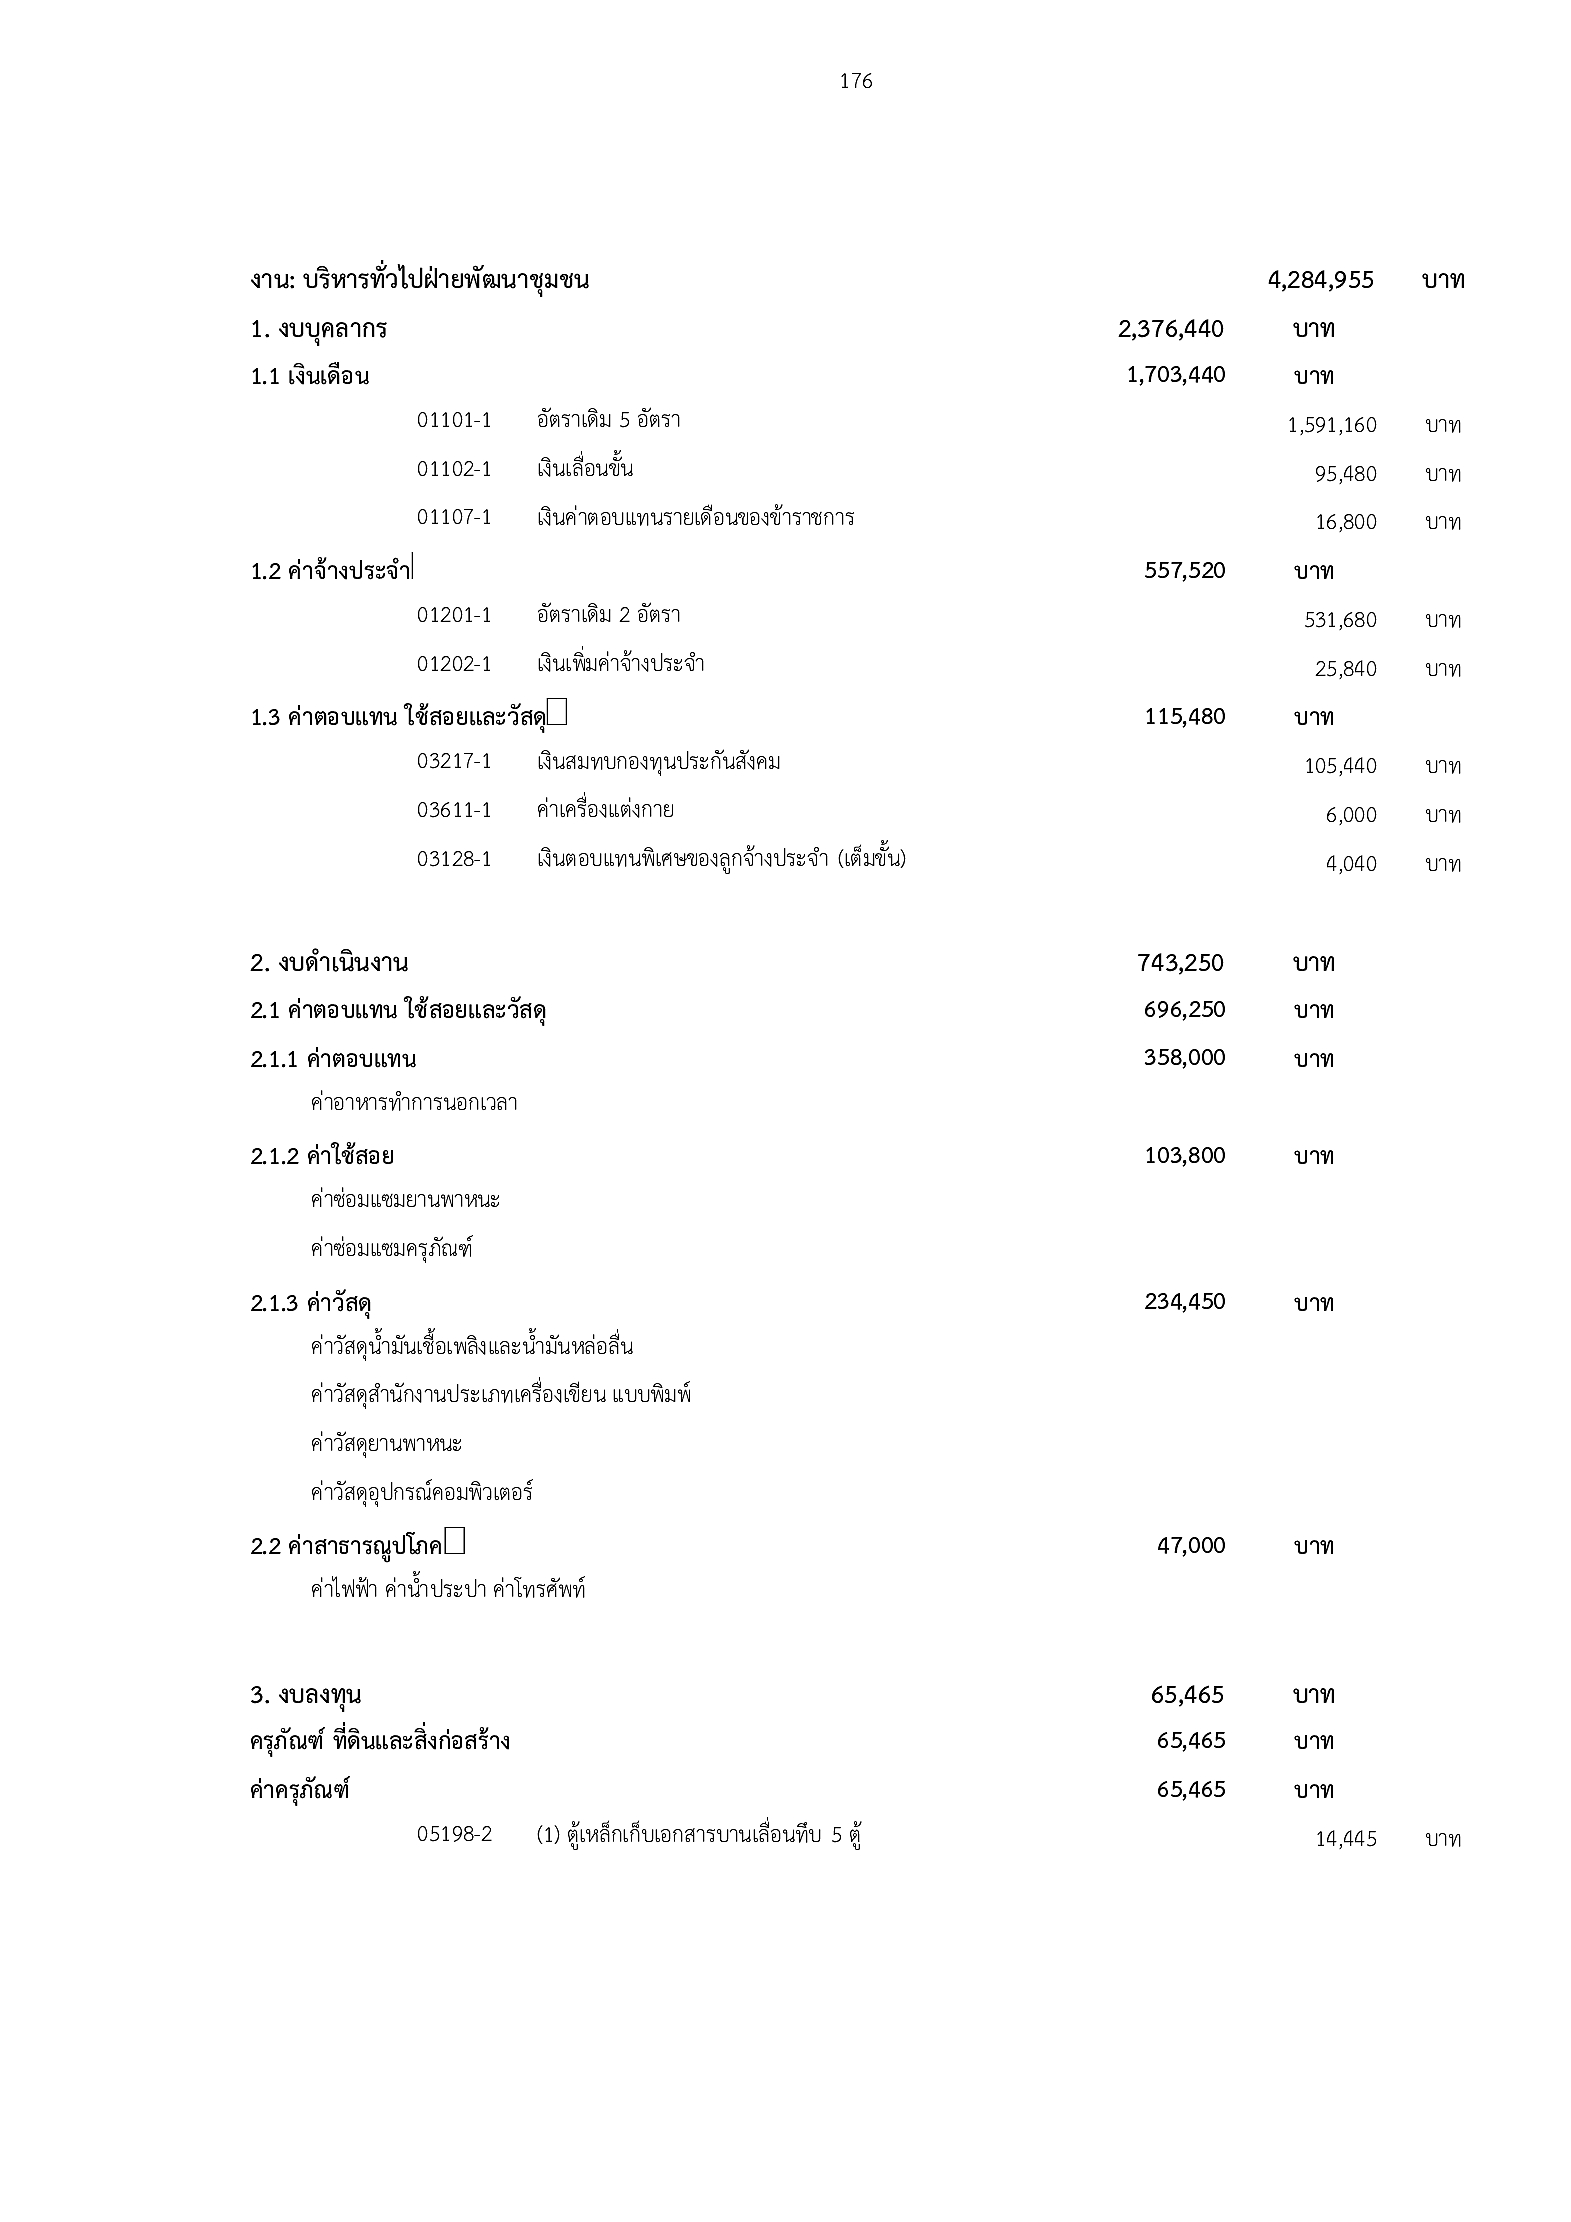 176
งาน: บริหารทั่วไปฝ่ายพัฒนาชุมชน 4,284,955 บาท
1. งบบุคลากร 2,376,440 บาท
1.1 เงินเดือน 1,703,440 บาท
01101-1 อัตราเดิม 5 อัตรา 1,591,160 บาท
01102-1 เงินเลื่อนขั้น 95,480 บาท
01107-1 เงินค่าตอบแทนรายเดือนของข้าราชการ 16,800 บาท
1.2 ค่าจ้างประจำ 557,520 บาท
01201-1 อัตราเดิม 2 อัตรา 531,680 บาท
01202-1 เงินเพิ่มค่าจ้างประจำ 25,840 บาท
1.3 ค่าตอบแทน ใช้สอยและวัสดุ 115,480 บาท
03217-1 เงินสมทบกองทุนประกันสังคม 105,440 บาท
03611-1 ค่าเครื่องแต่งกาย 6,000 บาท
03128-1 เงินตอบแทนพิเศษของลูกจ้างประจำ (เต็มขั้น) 4,040 บาท
2. งบดำเนินงาน 743,250 บาท
2.1 ค่าตอบแทน ใช้สอยและวัสดุ 696,250 บาท
2.1.1 ค่าตอบแทน 358,000 บาท
ค่าอาหารทำการนอกเวลา
2.1.2 ค่าใช้สอย 103,800 บาท
ค่าซ่อมแซมยานพาหนะ
ค่าซ่อมแซมครุภัณฑ์
2.1.3 ค่าวัสดุ 234,450 บาท
ค่าวัสดุน้ำมันเชื้อเพลิงและน้ำมันหล่อลื่น
ค่าวัสดุสำนักงานประเภทเครื่องเขียน แบบพิมพ์
ค่าวัสดุยานพาหนะ
ค่าวัสดุอุปกรณ์คอมพิวเตอร์
2.2 ค่าสาธารณูปโภค 47,000 บาท
ค่าไฟฟ้า ค่าน้ำประปา ค่าโทรศัพท์
3. งบลงทุน 65,465 บาท
ครุภัณฑ์ ที่ดินและสิ่งก่อสร้าง 65,465 บาท
ค่าครุภัณฑ์ 65,465 บาท
05198-2 (1) ตู้เหล็กเก็บเอกสารบานเลื่อนทึบ 5 ตู้ 14,445 บาท